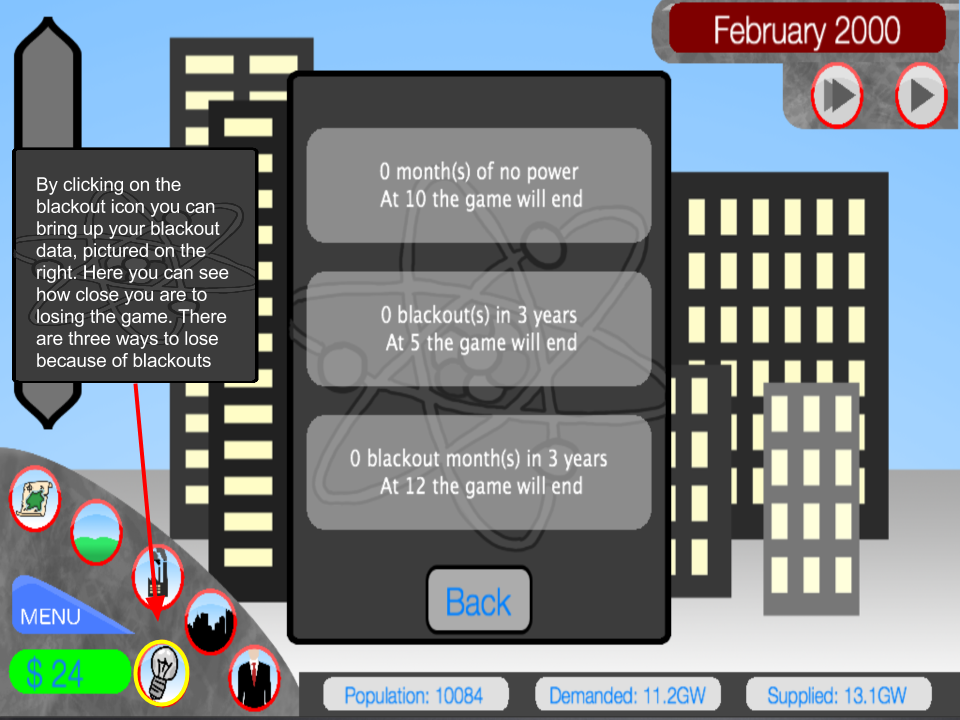 February 2000
0 month(s) of no power
At 10 the game will end
By clicking on the
blackout icon you can
bring up your blackout
data, pictured on the
right. Here you can see
how close you are to
losing the game. There
are three ways to lose
because of blackouts
0 blackout(s) in 3 years
At 5 the game will end
0 blackout month(s) in 3 years
At 12 the game will end
Back
MENU
$ 24
Population: 10084
Demanded: 11.2GW
Supplied: 13.1GW